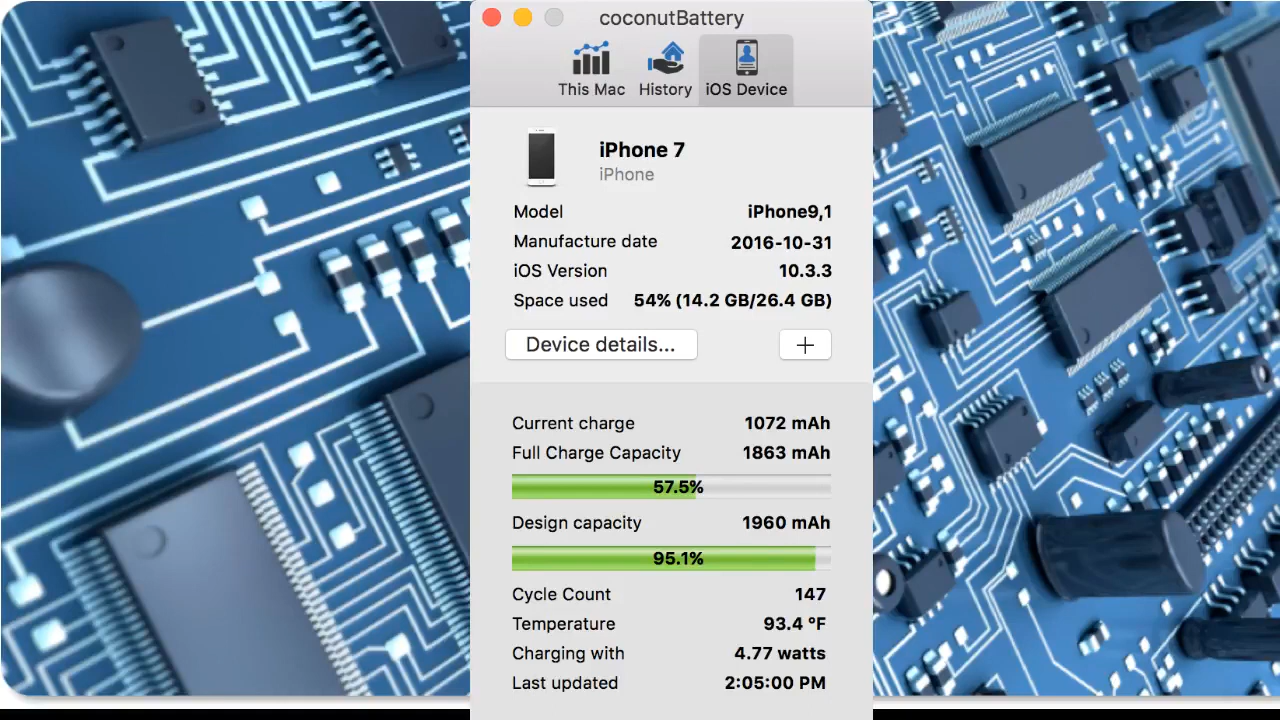 coconutBattery
This Mac History iOS Device
iPhone 7
iPhone
Model iPhone9,1
Manufacture date 2016-10-31
iOS Version 10.3.3
Space used 54% (14.2 GB/26.4 GB)
Device details... +
Current charge 1072 mAh
Full Charge Capacity 1863 mAh
57.5%
Design capacity 1960 mAh
95.1%
Cycle Count 147
Temperature 93.4 °F
Charging with 4.77 watts
Last updated 2:05:00 PM